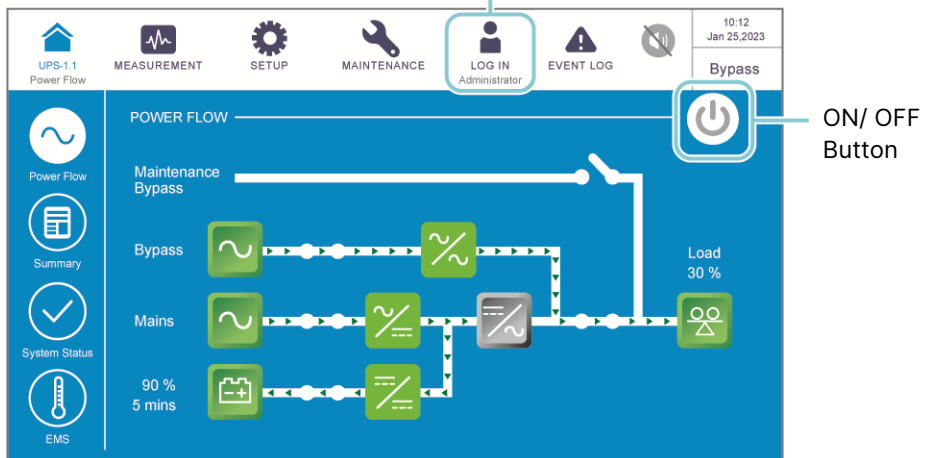 10:12
Jan 25,2023
UPS-1.1
MEASUREMENT
SETUP
MAINTENANCE
LOG IN
EVENT LOG
Bypass
Power Flow
Administrator
POWER FLOW
ON/ OFF
Button
Power Flow
Maintenance
Bypass
Summary
Bypass
Load
30 %
Mains
System Status
90 %
5 mins
EMS